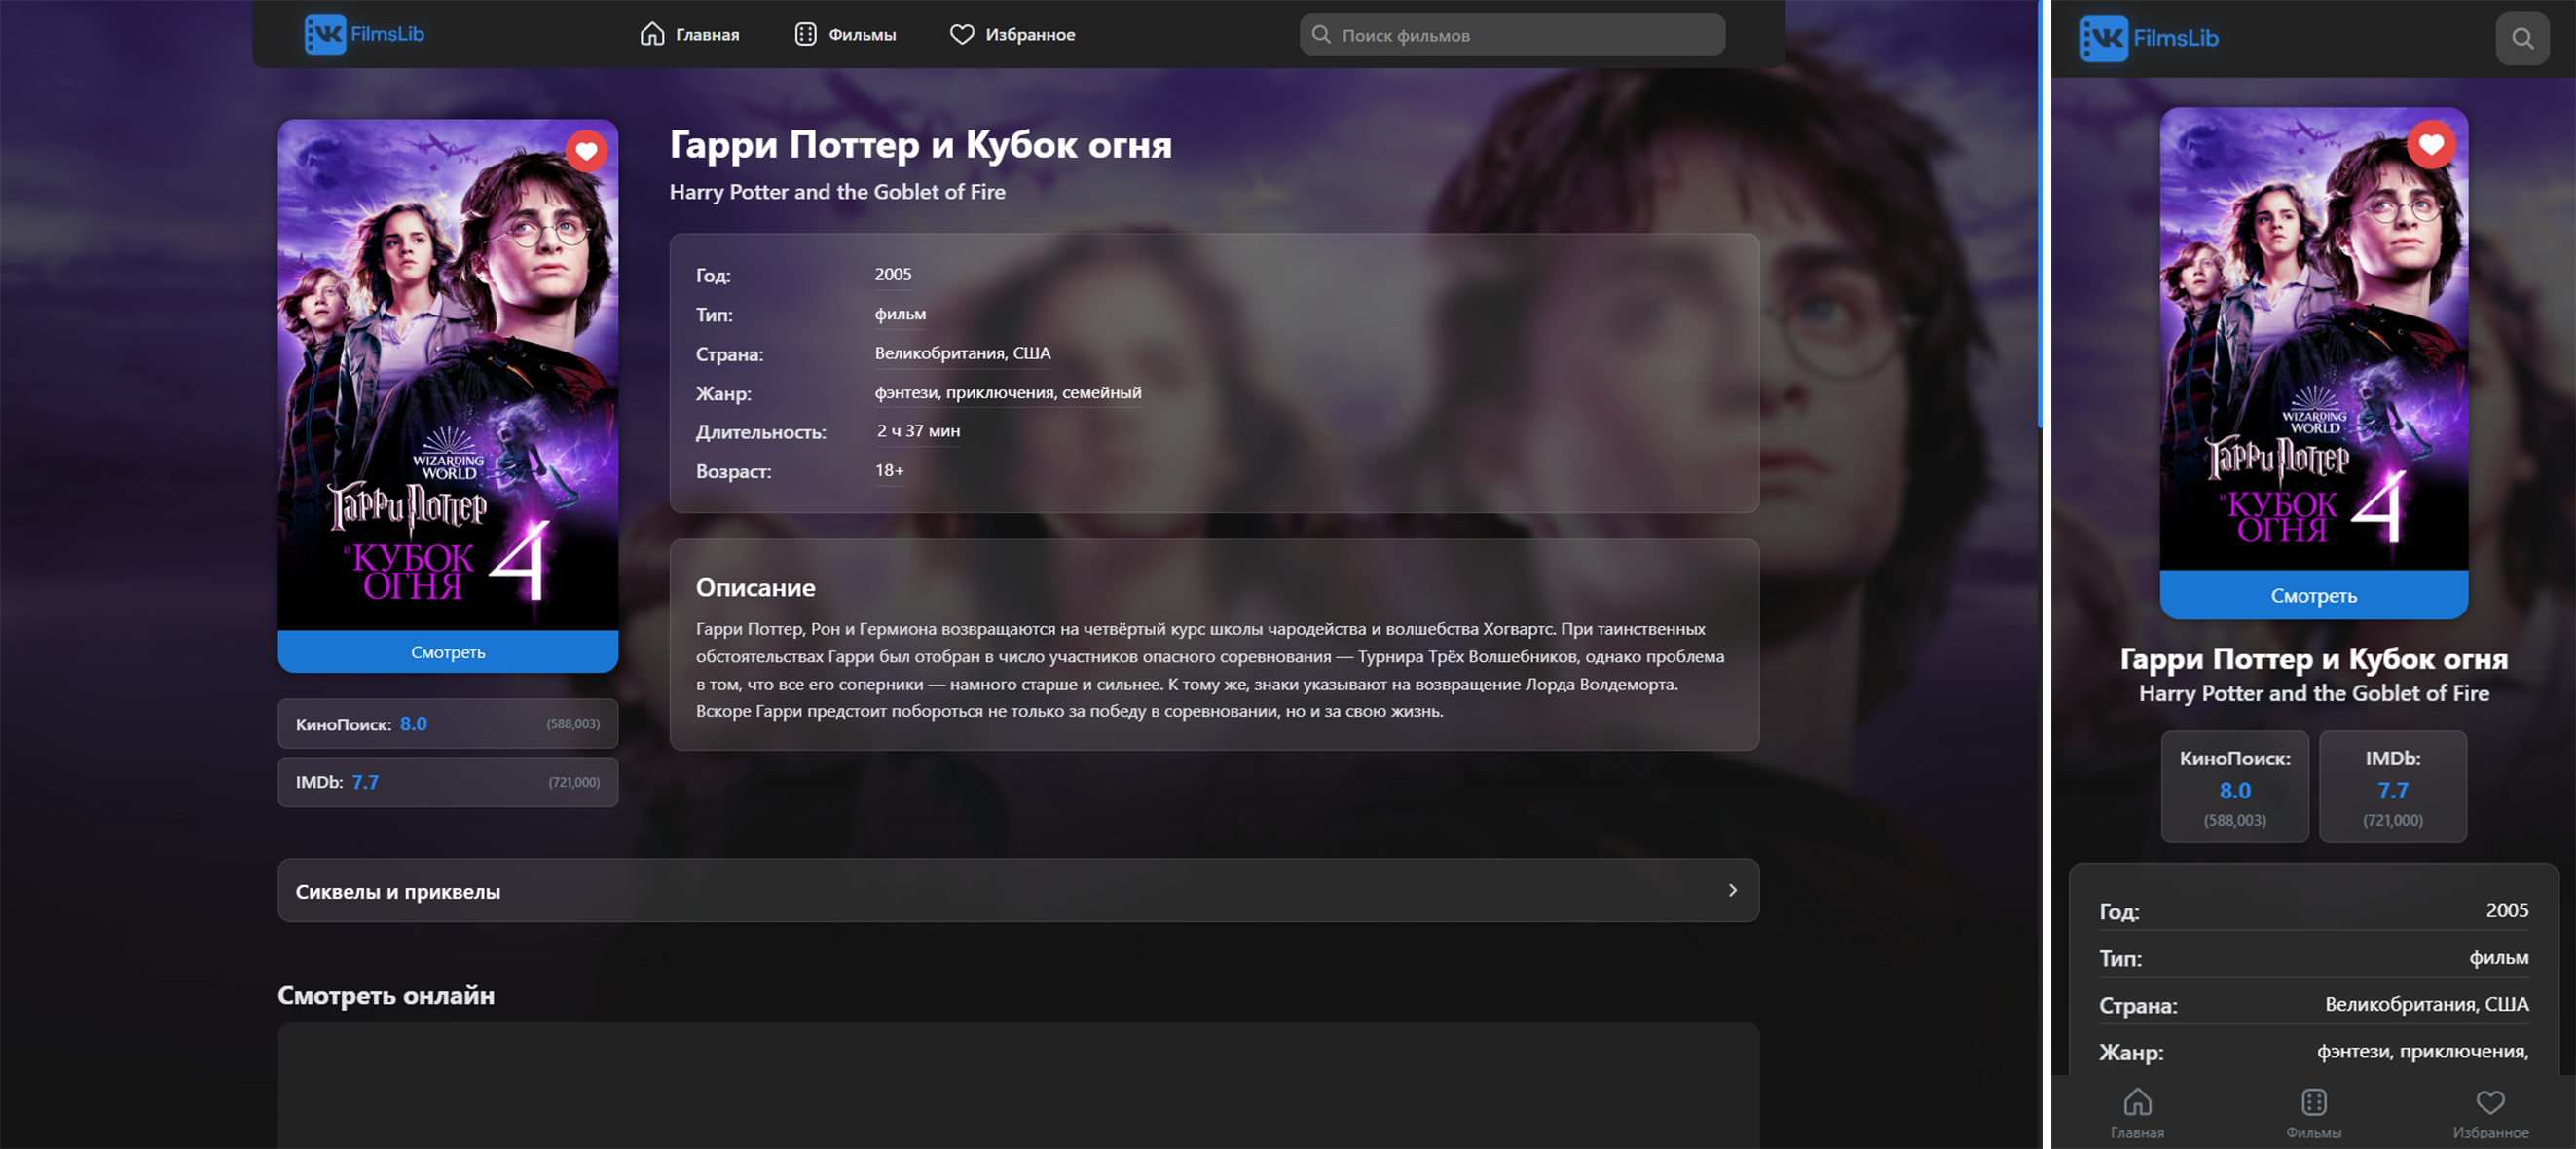 VK FilmsLib
Главная
Фильмы
Избранное
Поиск фильмов
WIZARDING
WORLD
Гарри Поттер
и КУБОК
ОГНЯ
4
Смотреть
КиноПоиск: 8.0 (588,003)
IMDb: 7.7 (721,000)
Гарри Поттер и Кубок огня
Harry Potter and the Goblet of Fire
Год: 2005
Тип: фильм
Страна: Великобритания, США
Жанр: фэнтези, приключения, семейный
Длительность: 2 ч 37 мин
Возраст: 18+
Описание
Гарри Поттер, Рон и Гермиона возвращаются на четвёртый курс школы чародейства и волшебства Хогвартс. При таинственных
обстоятельствах Гарри был отобран в число участников опасного соревнования — Турнира Трёх Волшебников, однако проблема
в том, что все его соперники — намного старше и сильнее. К тому же, знаки указывают на возвращение Лорда Волдеморта.
Вскоре Гарри предстоит побороться не только за победу в соревновании, но и за свою жизнь.
Сиквелы и приквелы
Смотреть онлайн
VK FilmsLib
WIZARDING
WORLD
Гарри Поттер
и КУБОК
ОГНЯ
4
Смотреть
Гарри Поттер и Кубок огня
Harry Potter and the Goblet of Fire
КиноПоиск:
8.0
(588,003)
IMDb:
7.7
(721,000)
Год: 2005
Тип: фильм
Страна: Великобритания, США
Жанр: фэнтези, приключения,
Главная
Фильмы
Избранное